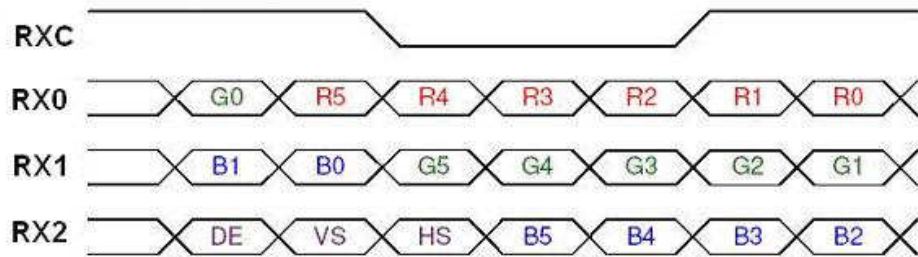 RXC
RX0 G0 R5 R4 R3 R2 R1 R0
RX1 B1 B0 G5 G4 G3 G2 G1
RX2 DE VS HS B5 B4 B3 B2